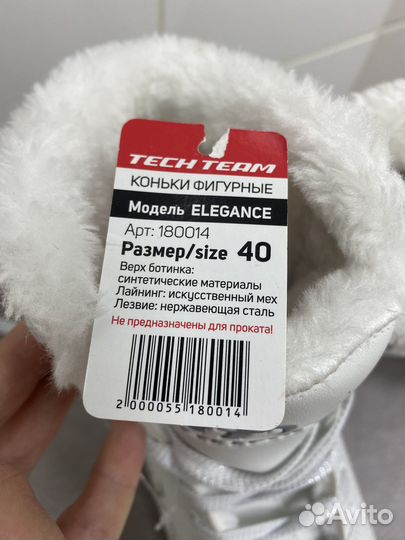 TECH TEAM
КОНЬКИ ФИГУРНЫЕ
Модель ELEGANCE
Арт: 180014
Размер/size 40
Верх ботинка:
синтетические материалы
Лайнинг: искусственный мех
Лезвие: нержавеющая сталь
Не предназначены для проката!
2 000055 180014
Avito